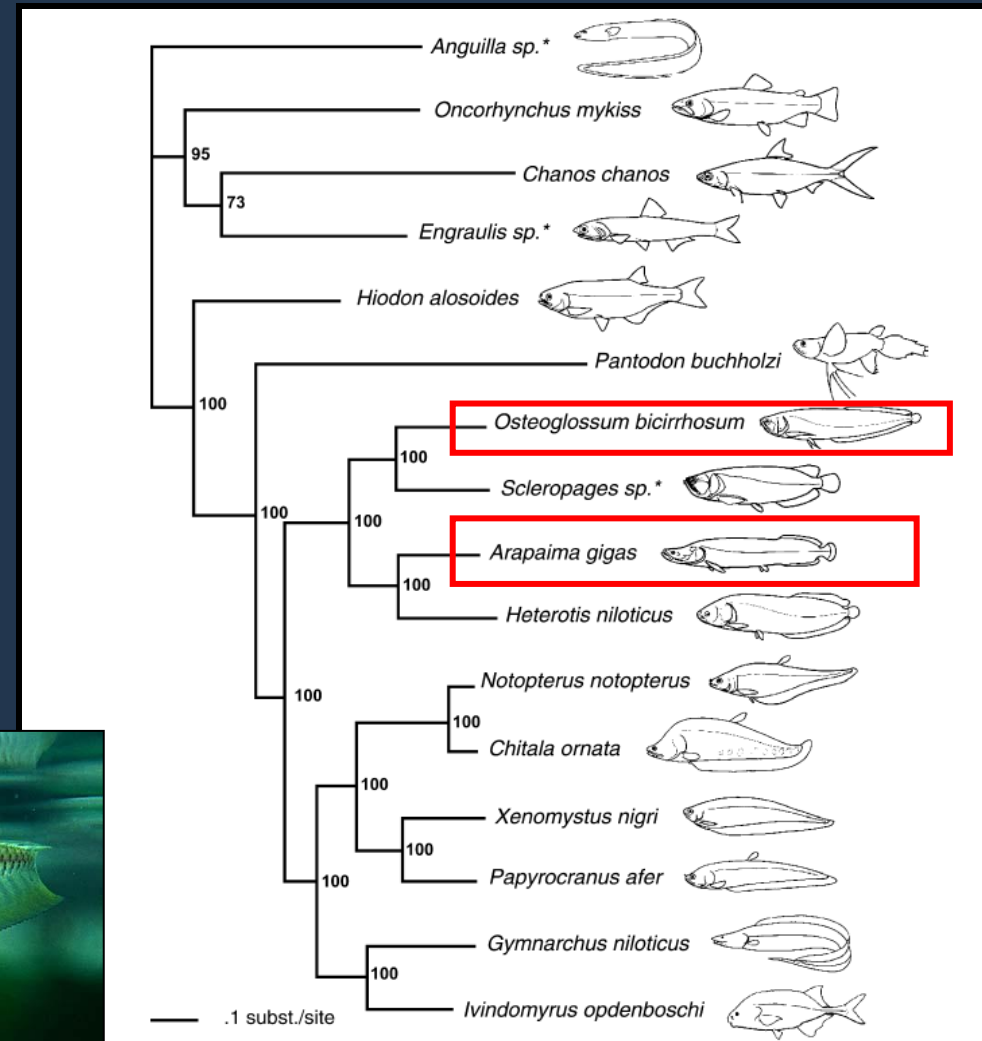 Anguilla sp.*
Oncorhynchus mykiss
95
Chanos chanos
73
Engraulis sp.*
Hiodon alosoides
Pantodon buchholzi
100
Osteoglossum bicirrhosum
100
Scleropages sp.*
100
100
Arapaima gigas
100
Heterotis niloticus
Notopterus notopterus
100
100
Chitala ornata
100
Xenomystus nigri
100
Papyrocranus afer
100
Gymnarchus niloticus
100
Ivindomyrus opdenboschi
.1 subst./site